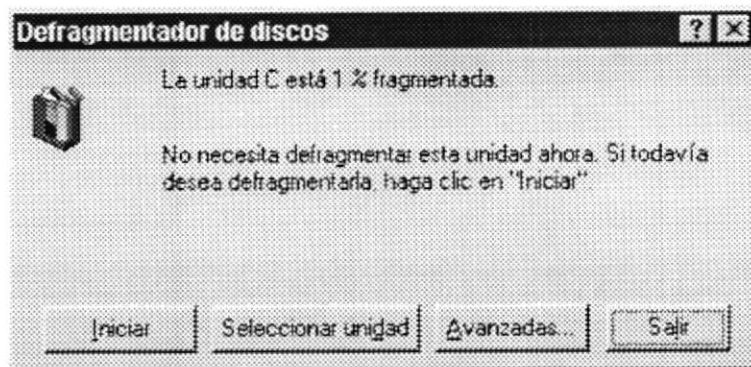 Defragmentador de discos
La unidad C está 1 % fragmentada.
No necesita defragmentar esta unidad ahora. Si todavía
desea defragmentarla, haga clic en "Iniciar".
Iniciar
Seleccionar unidad
Avanzadas...
Salir